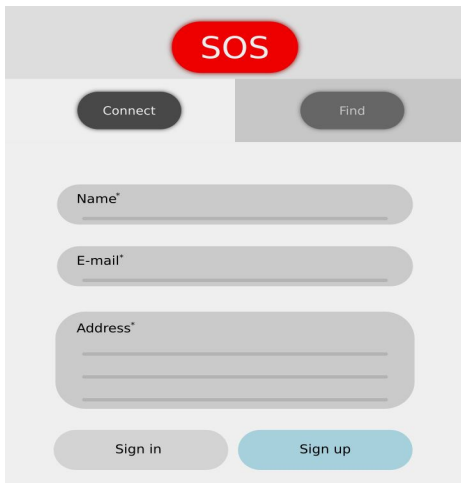 SOS
Connect Find
Name*
E-mail*
Address*
Sign in Sign up